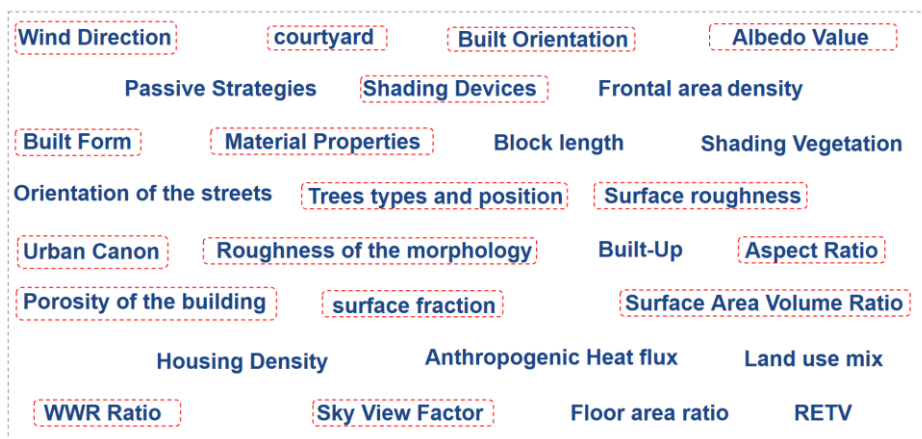 Wind Direction courtyard Built Orientation Albedo Value
Passive Strategies Shading Devices Frontal area density
Built Form Material Properties Block length Shading Vegetation
Orientation of the streets Trees types and position Surface roughness
Urban Canon Roughness of the morphology Built-Up Aspect Ratio
Porosity of the building surface fraction Surface Area Volume Ratio
Housing Density Anthropogenic Heat flux Land use mix
WWR Ratio Sky View Factor Floor area ratio RETV